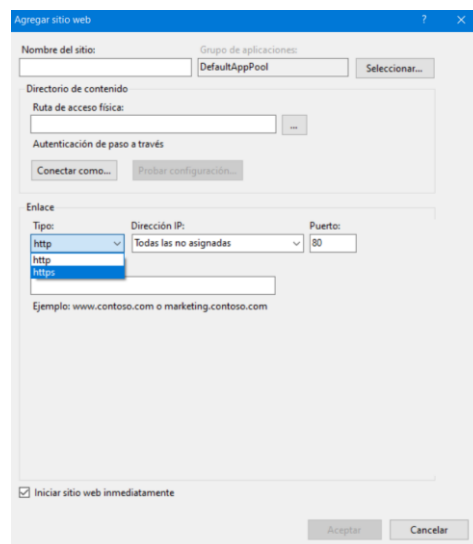 Agregar sitio web ? ✕
Nombre del sitio: Grupo de aplicaciones:
DefaultAppPool Seleccionar...
Directorio de contenido
Ruta de acceso física:
...
Autenticación de paso a través
Conectar como... Probar configuración...
Enlace
Tipo: Dirección IP: Puerto:
http Todas las no asignadas 80
http
https
Ejemplo: www.contoso.com o marketing.contoso.com
Iniciar sitio web inmediatamente
Aceptar Cancelar